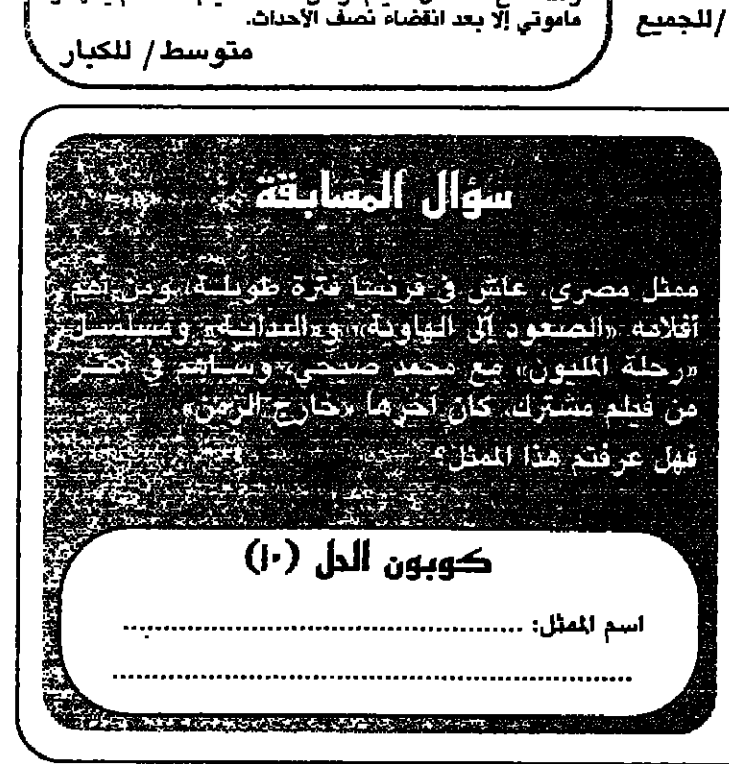 ماموتي إلا بعد انقضاء نصف الأحداث.
/للجميع
متوسط/ للكبار
سؤال المسابقة
ممثل مصري، عاش في فرنسا فترة طويلة، ومن أهم
أفلامه «الصعود إلى الهاوية» و«البداية» ومسلسل
«رحلة المليون» مع محمد صبحي، وساهم في أكثر
من فيلم مشترك، كان آخرها «خارج الزمن».
فهل عرفتم هذا الممثل؟
كوبون الحل (١٠)
اسم الممثل: ............................................
............................................................